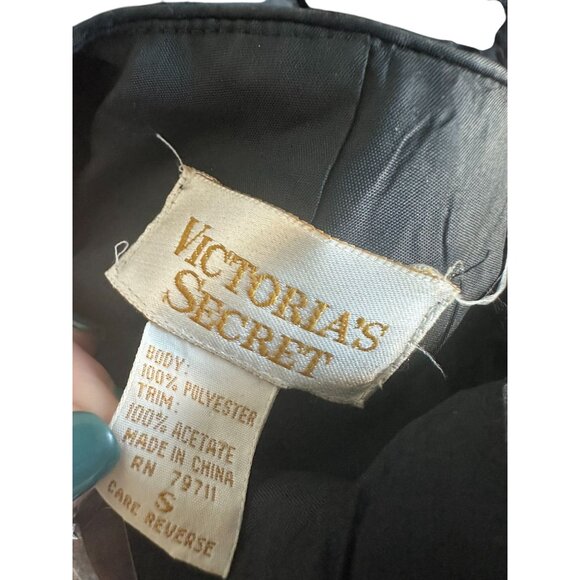 VICTORIA'S
SECRET
BODY:
100% POLYESTER
TRIM:
100% ACETATE
MADE IN CHINA
RN 79711
S
CARE REVERSE